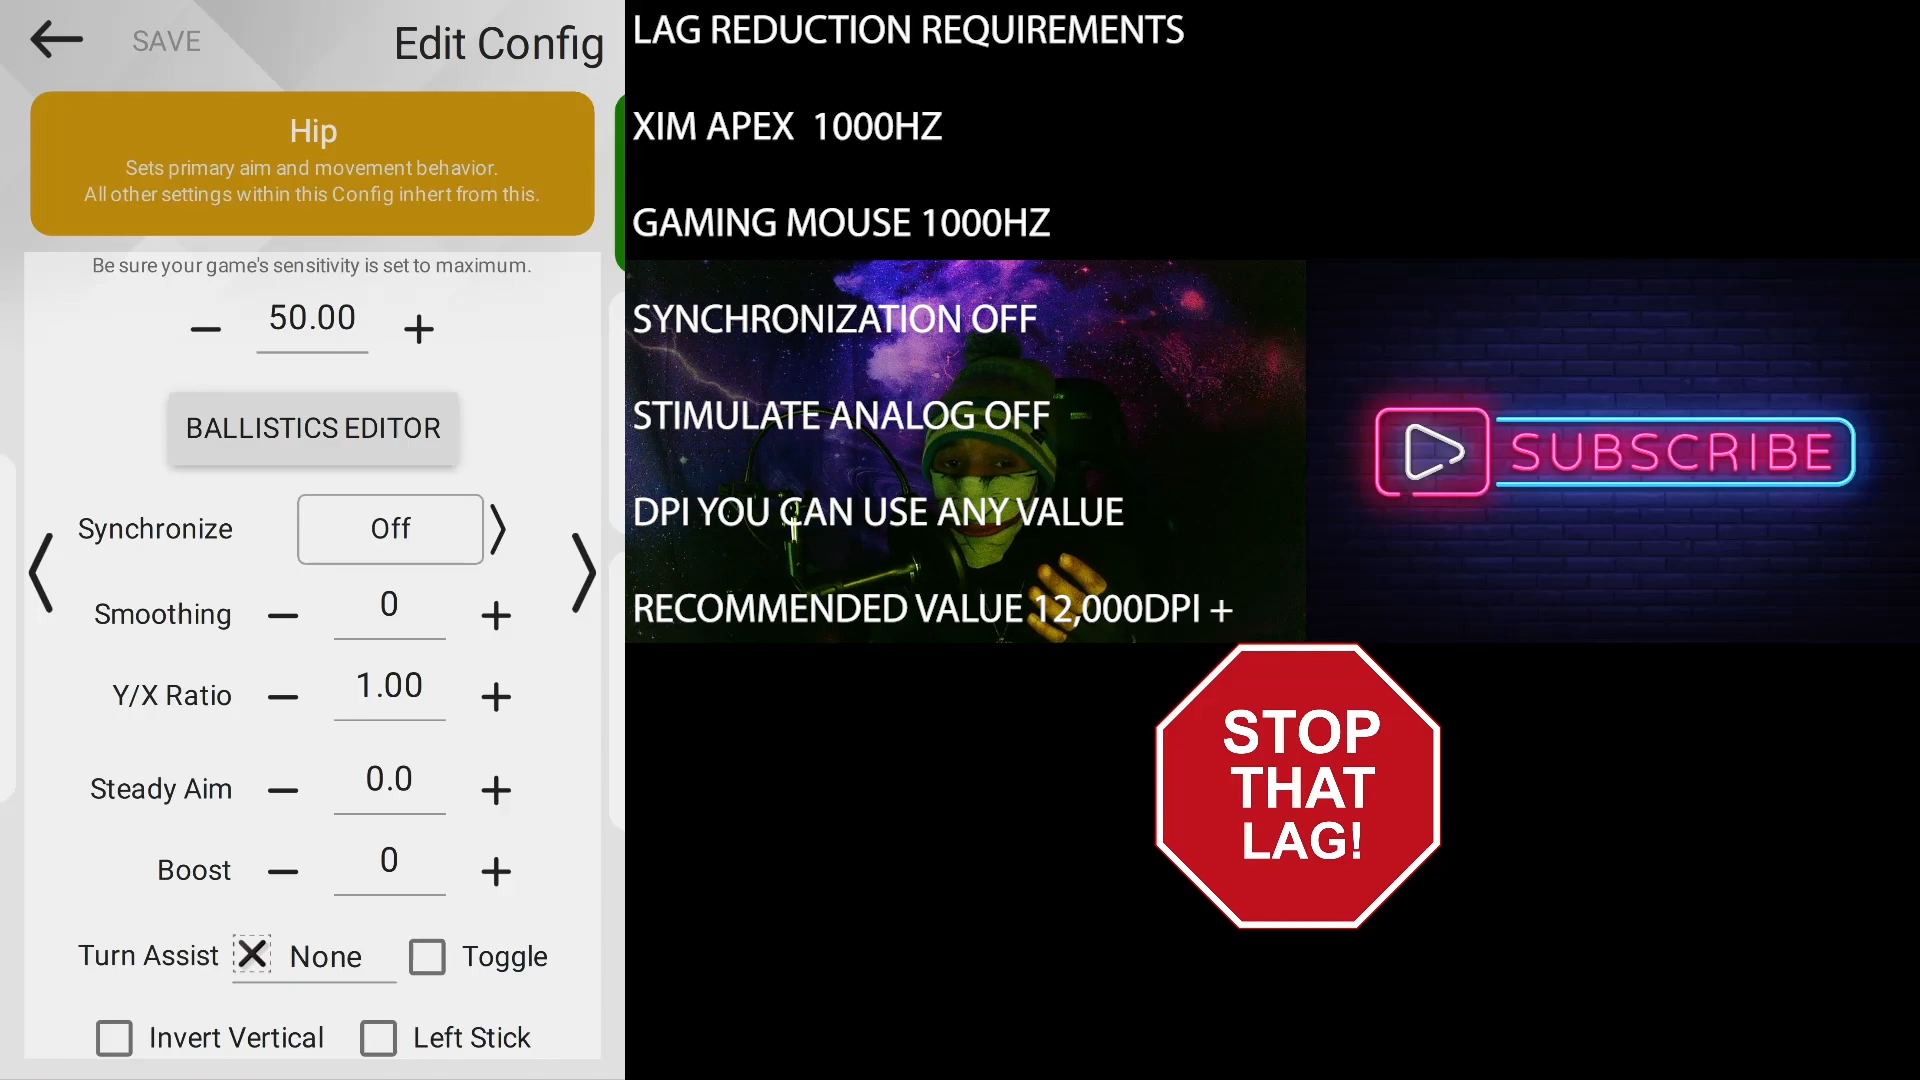 SAVE
Edit Config
Hip
Sets primary aim and movement behavior.
All other settings within this Config inhert from this.
Be sure your game's sensitivity is set to maximum.
50.00
BALLISTICS EDITOR
Synchronize Off
Smoothing 0
Y/X Ratio 1.00
Steady Aim 0.0
Boost 0
Turn Assist None Toggle
Invert Vertical Left Stick
LAG REDUCTION REQUIREMENTS
XIM APEX 1000HZ
GAMING MOUSE 1000HZ
SYNCHRONIZATION OFF
STIMULATE ANALOG OFF
DPI YOU CAN USE ANY VALUE
RECOMMENDED VALUE 12,000DPI +
SUBSCRIBE
STOP
THAT
LAG!